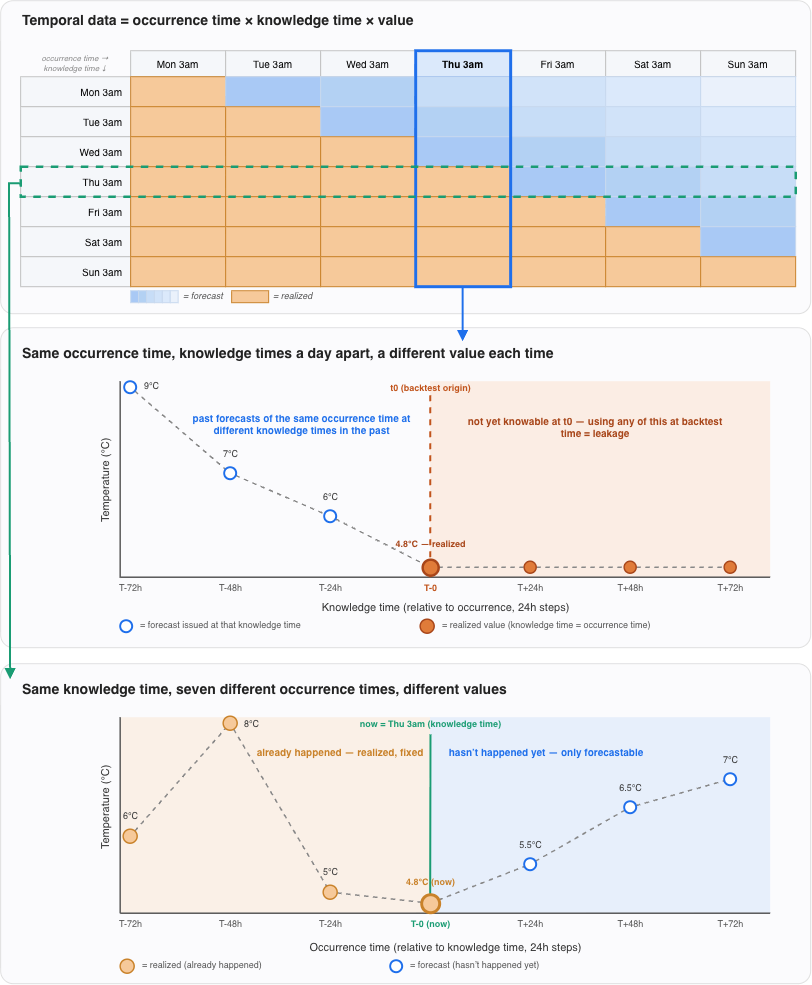 Temporal data = occurrence time × knowledge time × value
occurrence time →
knowledge time ↓
Mon 3am Tue 3am Wed 3am Thu 3am Fri 3am Sat 3am Sun 3am
Mon 3am
Tue 3am
Wed 3am
Thu 3am
Fri 3am
Sat 3am
Sun 3am
= forecast = realized
Same occurrence time, knowledge times a day apart, a different value each time
9°C
t0 (backtest origin)
past forecasts of the same occurrence time at
different knowledge times in the past
not yet knowable at t0 — using any of this at backtest
time = leakage
7°C
6°C
4.8°C — realized
Temperature (°C)
T-72h T-48h T-24h T-0 T+24h T+48h T+72h
Knowledge time (relative to occurrence, 24h steps)
= forecast issued at that knowledge time = realized value (knowledge time = occurrence time)
Same knowledge time, seven different occurrence times, different values
8°C
now = Thu 3am (knowledge time)
already happened — realized, fixed
hasn't happened yet — only forecastable
7°C
6.5°C
6°C
5.5°C
5°C
4.8°C (now)
Temperature (°C)
T-72h T-48h T-24h T-0 (now) T+24h T+48h T+72h
Occurrence time (relative to knowledge time, 24h steps)
= realized (already happened) = forecast (hasn't happened yet)